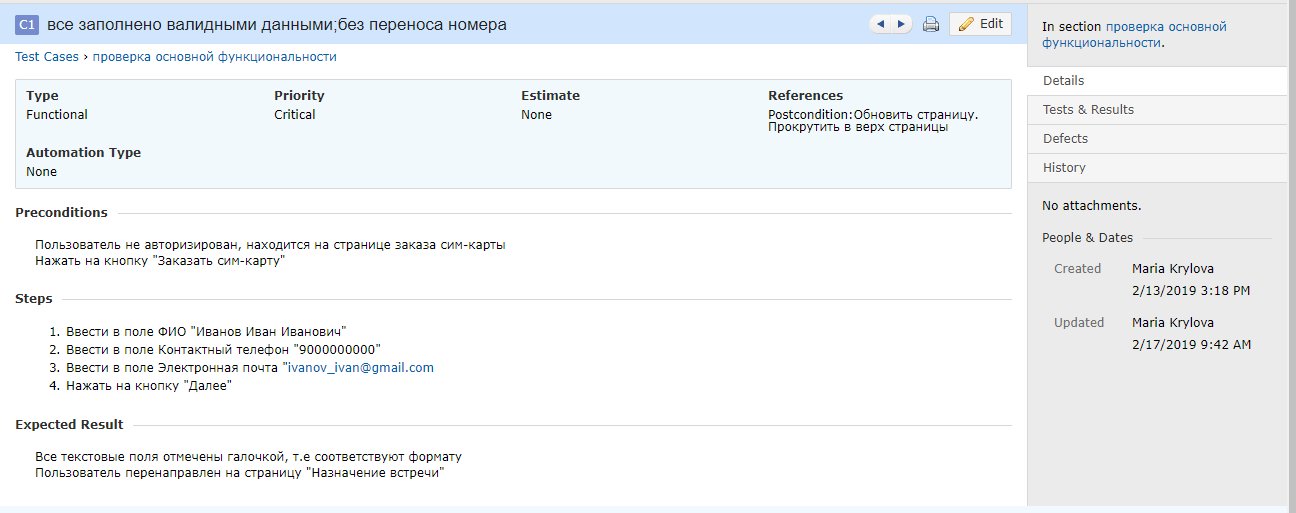 C1 все заполнено валидными данными;без переноса номера
Edit
Test Cases › проверка основной функциональности
Type
Priority
Estimate
References
Functional
Critical
None
Postcondition:Обновить страницу.
Прокрутить в верх страницы
Automation Type
None
Preconditions
Пользователь не авторизирован, находится на странице заказа сим-карты
Нажать на кнопку "Заказать сим-карту"
Steps
1. Ввести в поле ФИО "Иванов Иван Иванович"
2. Ввести в поле Контактный телефон "9000000000"
3. Ввести в поле Электронная почта "ivanov_ivan@gmail.com
4. Нажать на кнопку "Далее"
Expected Result
Все текстовые поля отмечены галочкой, т.е соответствуют формату
Пользователь перенаправлен на страницу "Назначение встречи"
In section проверка основной
функциональности.
Details
Tests & Results
Defects
History
No attachments.
People & Dates
Created
Maria Krylova
2/13/2019 3:18 PM
Updated
Maria Krylova
2/17/2019 9:42 AM